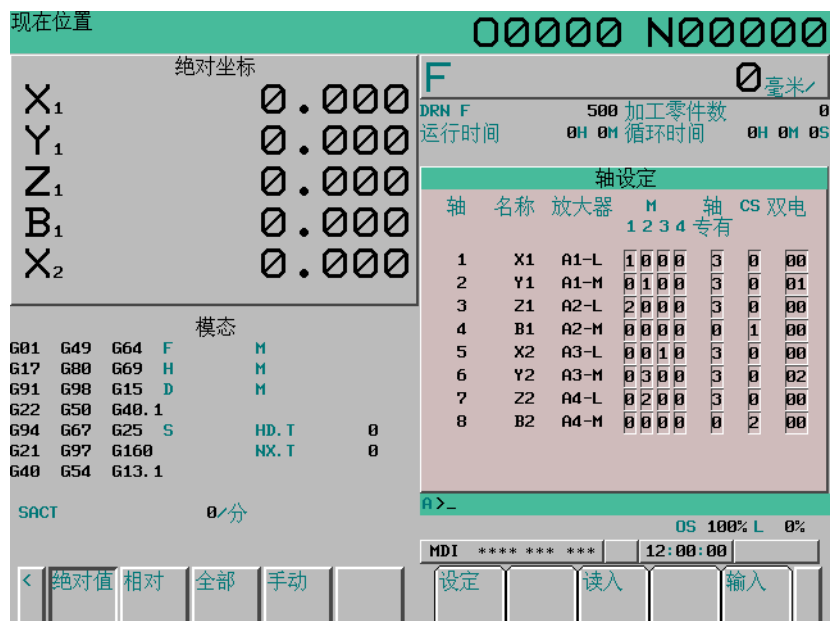 现在位置
O0000 N00000
绝对坐标
X1 0.000
Y1 0.000
Z1 0.000
B1 0.000
X2 0.000
F 0毫米/
DRN F 500 加工零件数 0
运行时间 0H 0M 循环时间 0H 0M 0S
轴设定
轴 名称 放大器 M 轴 CS 双电
1 2 3 4 专有
1 X1 A1-L 1 0 0 0 3 0 00
2 Y1 A1-M 0 1 0 0 3 0 01
3 Z1 A2-L 2 0 0 0 3 0 00
4 B1 A2-M 0 0 0 0 0 1 00
5 X2 A3-L 0 0 1 0 3 0 00
6 Y2 A3-M 0 3 0 0 3 0 02
7 Z2 A4-L 0 2 0 0 3 0 00
8 B2 A4-M 0 0 0 0 0 2 00
模态
G01 G49 G64 F M
G17 G80 G69 H M
G91 G98 G15 D M
G22 G50 G40.1
G94 G67 G25 S HD.T 0
G21 G97 G160 NX.T 0
G40 G54 G13.1
SACT 0/分
A>_
OS 100% L 0%
MDI **** *** *** 12:00:00
< 绝对值 相对 全部 手动
设定 读入 输入